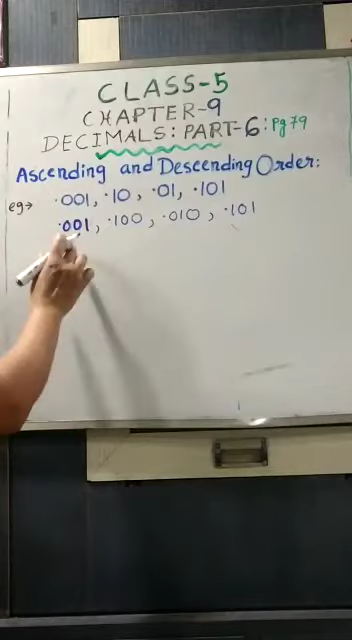 CLASS-5
CHAPTER-9
DECIMALS: PART-6: Pg 79
Ascending and Descending Order:
eg→ .001, .10, .01, .101
.001, .100, .010, .101